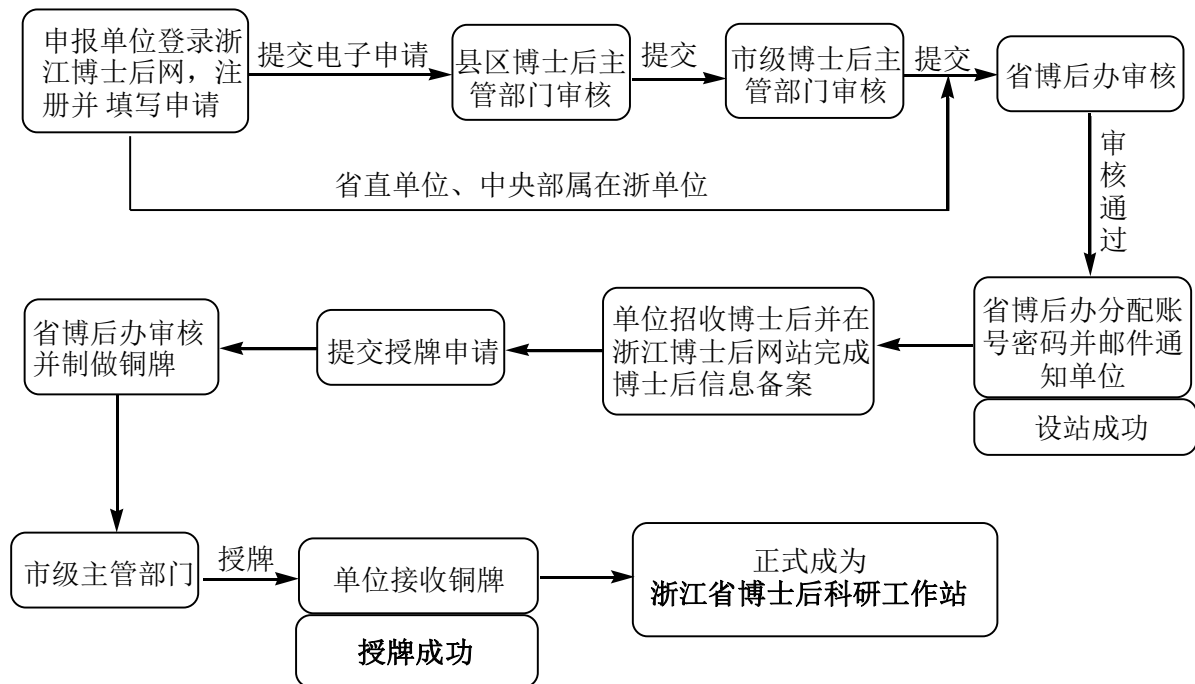 申报单位登录浙
江博士后网，注
册并 填写申请
提交电子申请
县区博士后主
管部门审核
提交
市级博士后主
管部门审核
提交
省博后办审核
省直单位、中央部属在浙单位
审
核
通
过
省博后办分配账
号密码并邮件通
知单位
设站成功
单位招收博士后并在
浙江博士后网站完成
博士后信息备案
提交授牌申请
省博后办审核
并制做铜牌
市级主管部门
授牌
单位接收铜牌
授牌成功
正式成为
浙江省博士后科研工作站